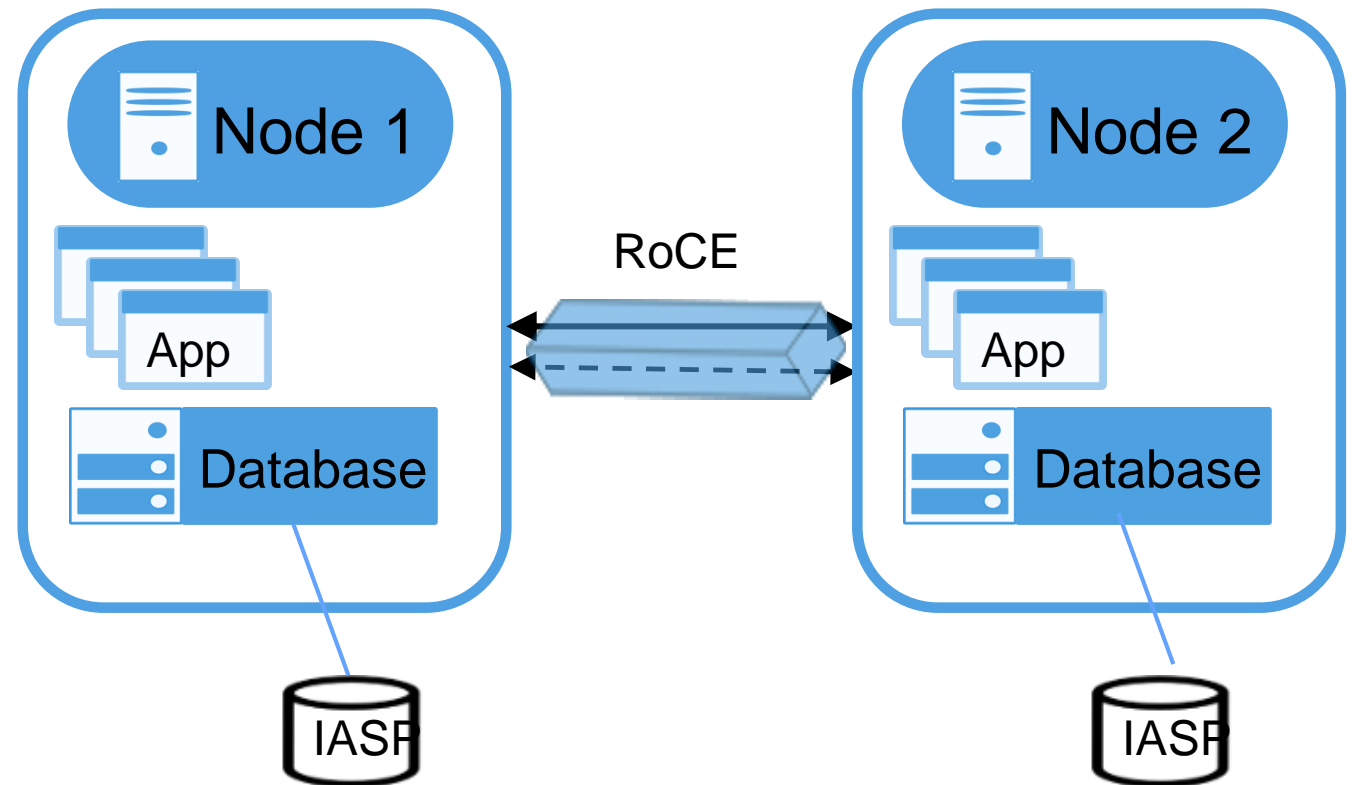 Node 1
Node 2
RoCE
App
App
Database
Database
IASP
IASP